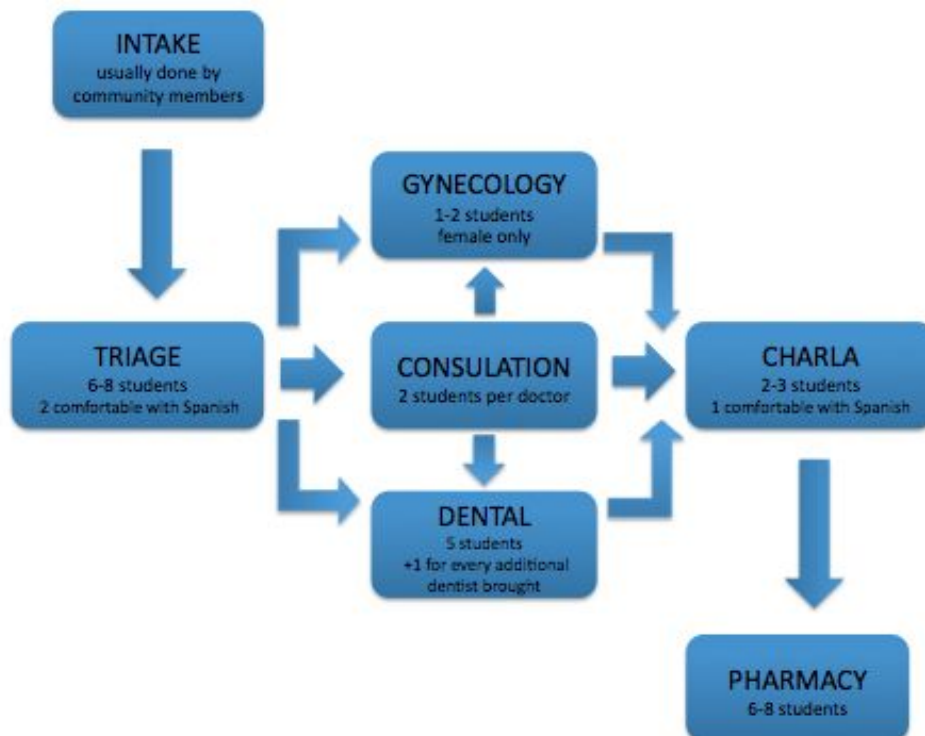 INTAKE
usually done by
community members
GYNECOLOGY
1-2 students
female only
TRIAGE
6-8 students
2 comfortable with Spanish
CONSULATION
2 students per doctor
CHARLA
2-3 students
1 comfortable with Spanish
DENTAL
5 students
+1 for every additional
dentist brought
PHARMACY
6-8 students